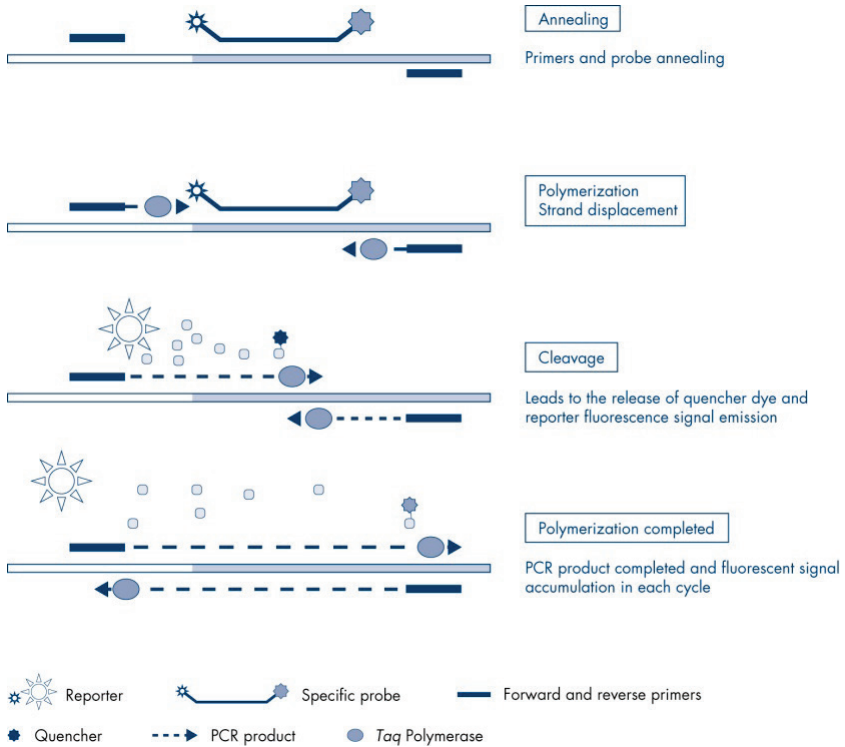 Annealing
Primers and probe annealing
Polymerization
Strand displacement
Cleavage
Leads to the release of quencher dye and
reporter fluorescence signal emission
Polymerization completed
PCR product completed and fluorescent signal
accumulation in each cycle
Reporter
Specific probe
Forward and reverse primers
Quencher
PCR product
Taq Polymerase